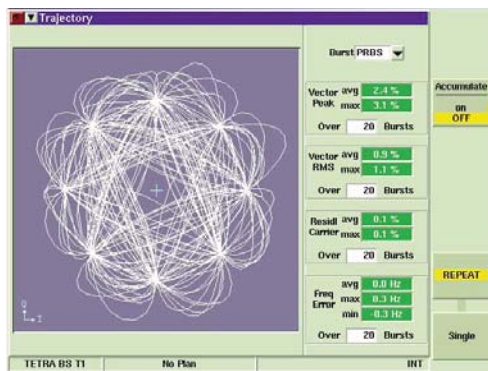 Trajectory
Burst PRBS
Vector Peak avg 2.4 %
max 3.1 %
Over 20 Bursts
Vector RMS avg 0.9 %
max 1.1 %
Over 20 Bursts
Residl Carrier avg 0.1 %
max 0.1 %
Over 20 Bursts
Freq Error avg 0.0 Hz
max 0.3 Hz
min -0.3 Hz
Over 20 Bursts
Accumulate
on
OFF
REPEAT
Single
Q
I
TETRA BS T1 No Plan INT